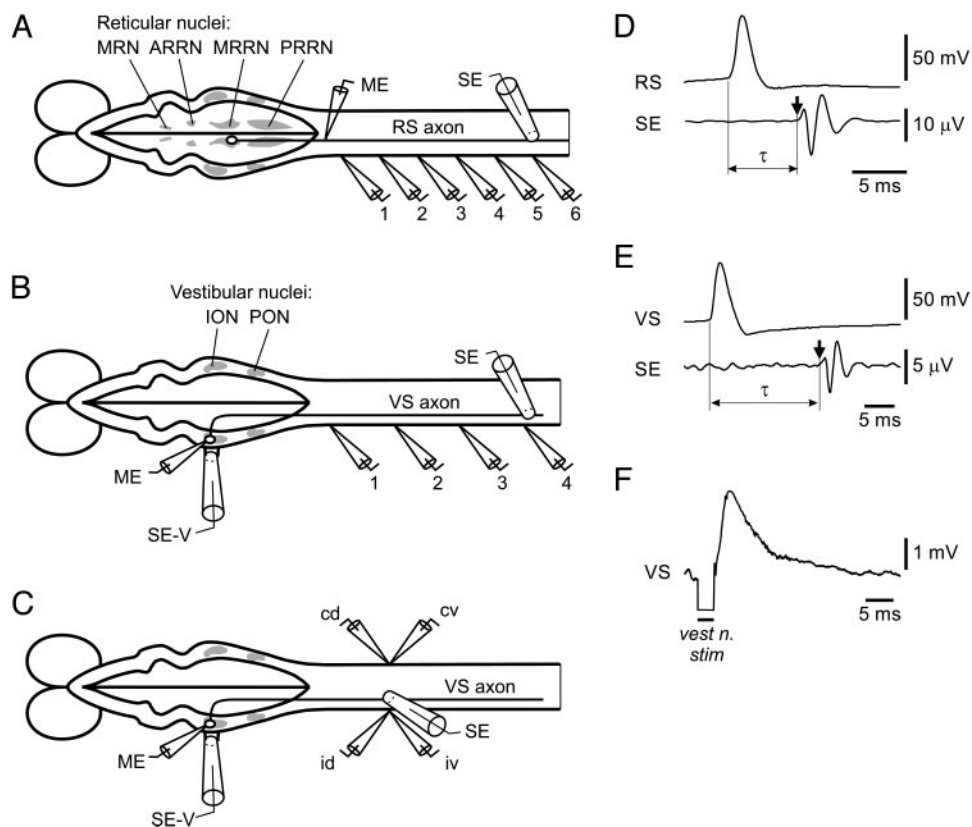 A
Reticular nuclei:
MRN ARRN MRRN PRRN
ME
SE
RS axon
1 2 3 4 5 6
B
Vestibular nuclei:
ION PON
SE
VS axon
ME
SE-V
1 2 3 4
C
cd cv
VS axon
ME
SE
id iv
SE-V
D
RS
50 mV
SE
10 μV
τ
5 ms
E
VS
50 mV
SE
5 μV
τ
5 ms
F
VS
1 mV
5 ms
vest n.
stim